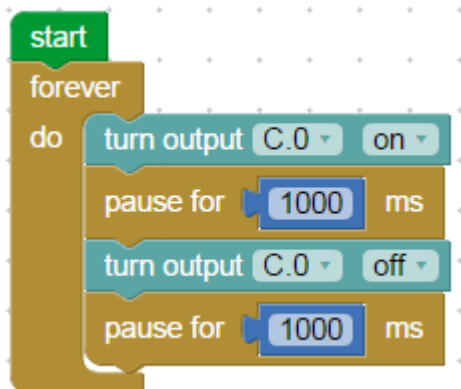 start
forever
do turn output C.0 on
pause for 1000 ms
turn output C.0 off
pause for 1000 ms